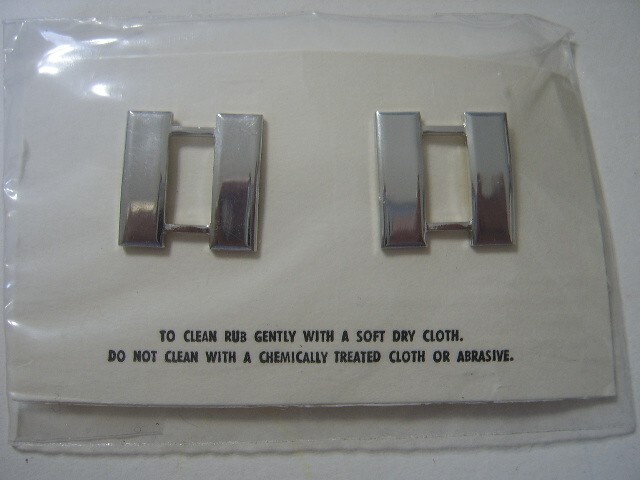 TO CLEAN RUB GENTLY WITH A SOFT DRY CLOTH.
DO NOT CLEAN WITH A CHEMICALLY TREATED CLOTH OR ABRASIVE.